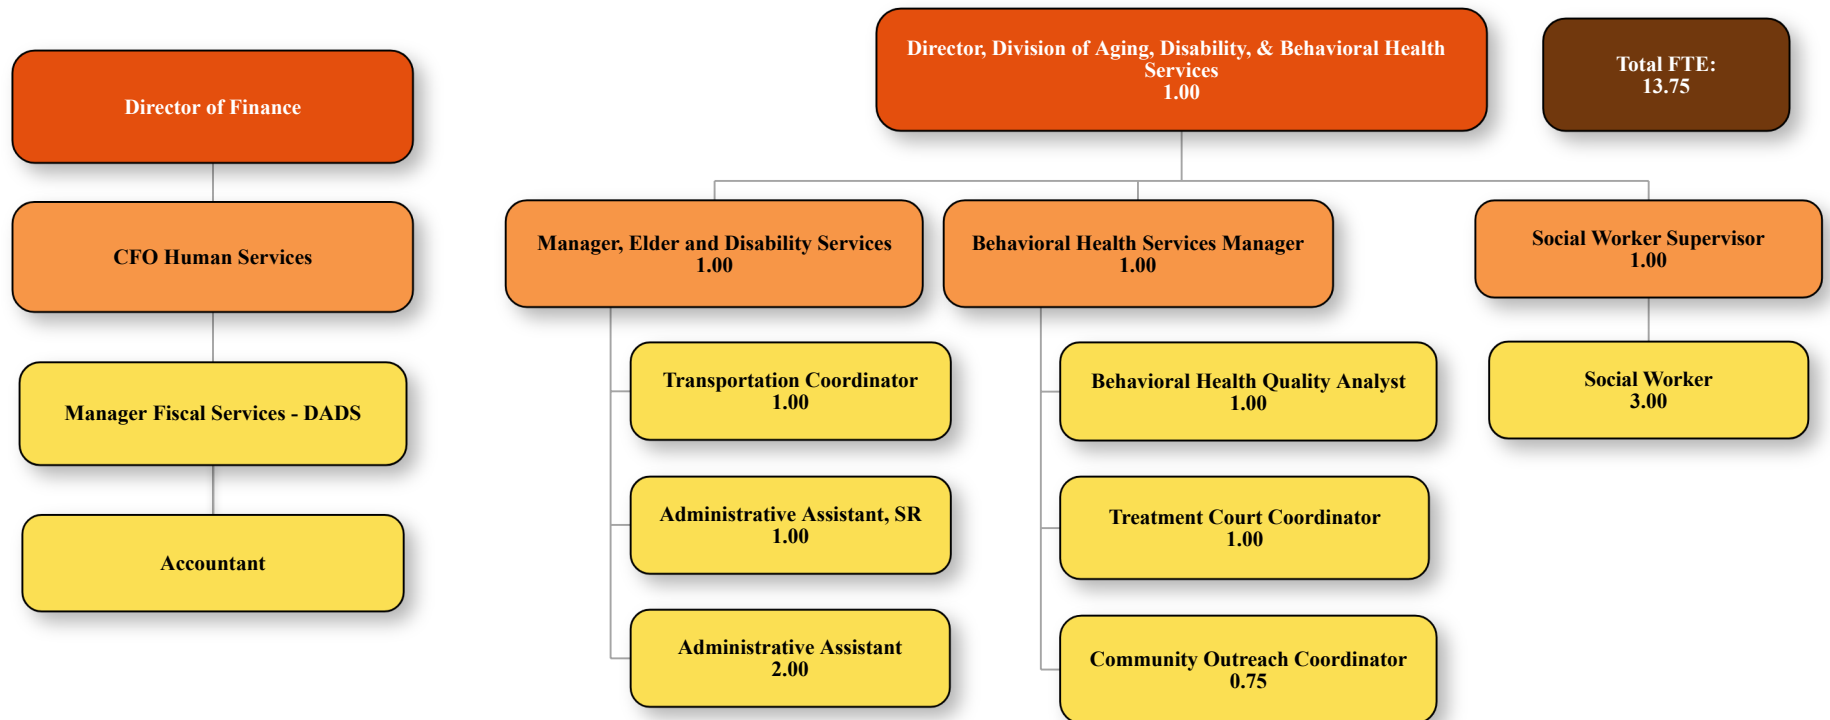 Director, Division of Aging, Disability, & Behavioral Health
Services
1.00
Total FTE:
13.75
Director of Finance
CFO Human Services
Manager Fiscal Services - DADS
Accountant
Manager, Elder and Disability Services
1.00
Transportation Coordinator
1.00
Administrative Assistant, SR
1.00
Administrative Assistant
2.00
Behavioral Health Services Manager
1.00
Behavioral Health Quality Analyst
1.00
Treatment Court Coordinator
1.00
Community Outreach Coordinator
0.75
Social Worker Supervisor
1.00
Social Worker
3.00